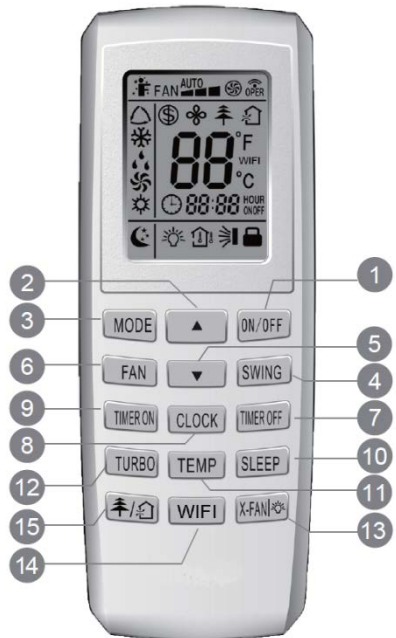 FAN AUTO OPER
88 °F
WIFI
°C
88:88 HOUR
ON OFF
2
1
3 MODE ON/OFF
5
6 FAN SWING
4
9 TIMER ON CLOCK TIMER OFF 7
8
TURBO TEMP SLEEP 10
12 11
15 WIFI X-FAN 13
14